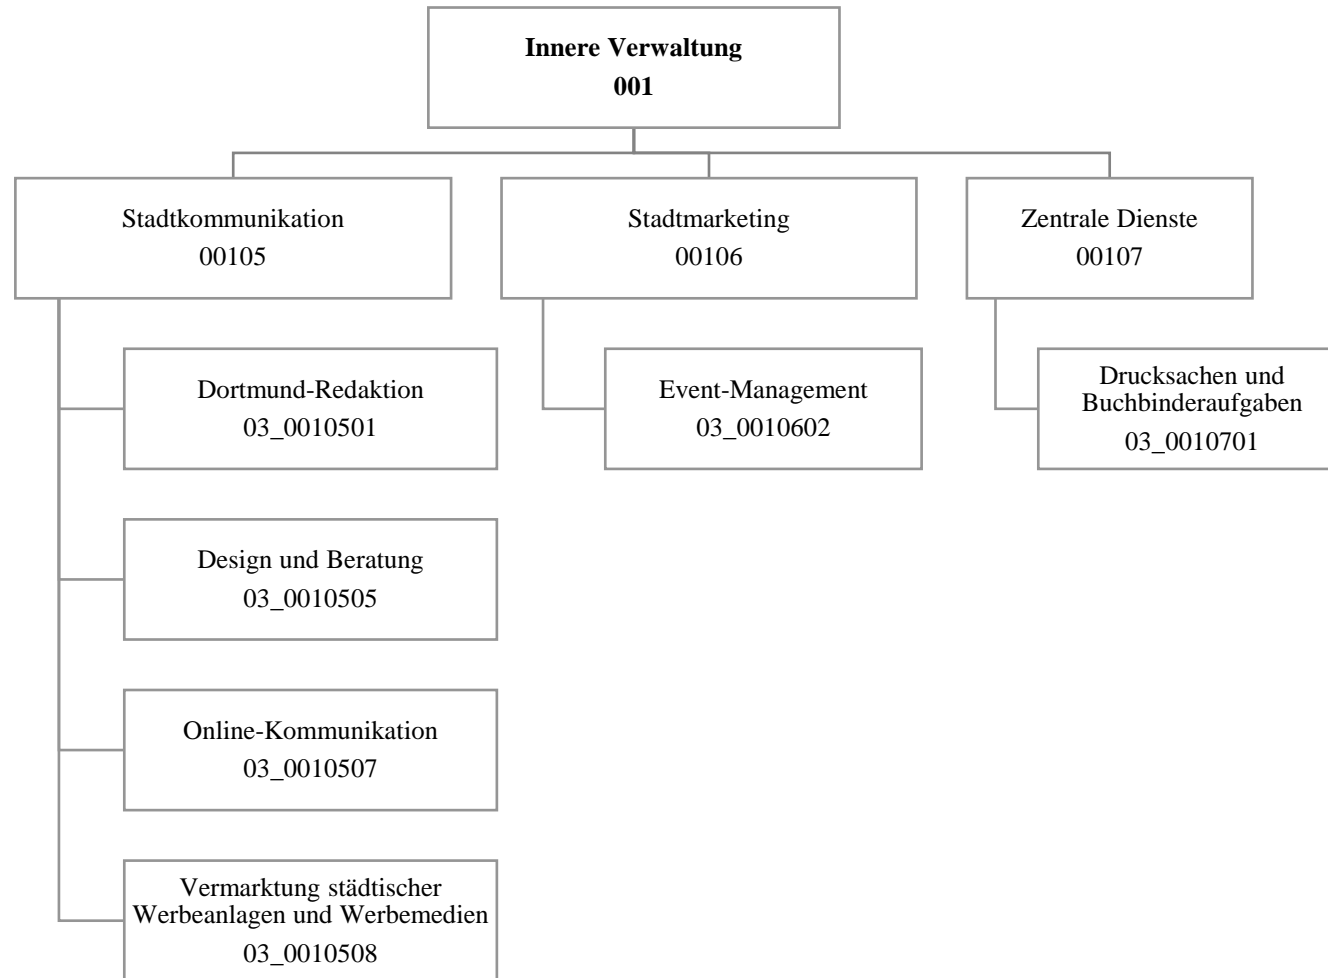 Innere Verwaltung
001
Stadtkommunikation
00105
Stadtmarketing
00106
Zentrale Dienste
00107
Dortmund-Redaktion
03_0010501
Event-Management
03_0010602
Drucksachen und
Buchbinderaufgaben
03_0010701
Design und Beratung
03_0010505
Online-Kommunikation
03_0010507
Vermarktung städtischer
Werbeanlagen und Werbemedien
03_0010508